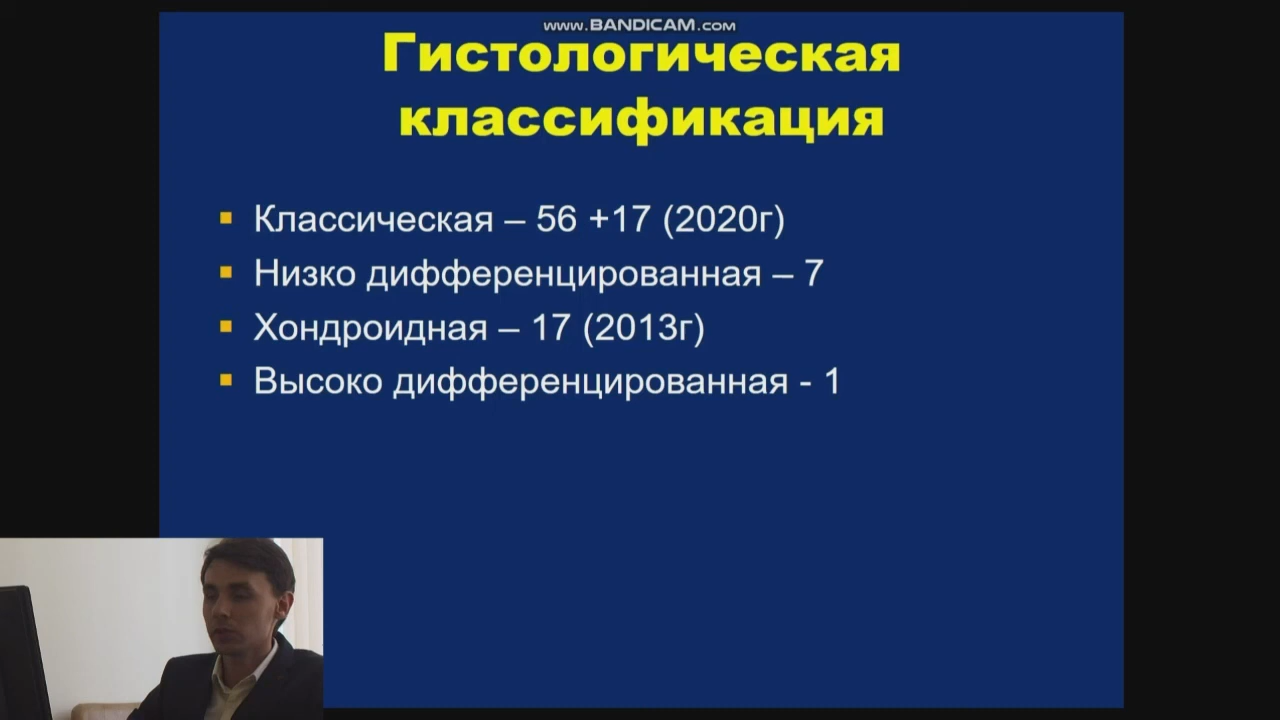 www.BANDICAM.com
Гистологическая
классификация
Классическая – 56 +17 (2020г)
Низко дифференцированная – 7
Хондроидная – 17 (2013г)
Высоко дифференцированная - 1